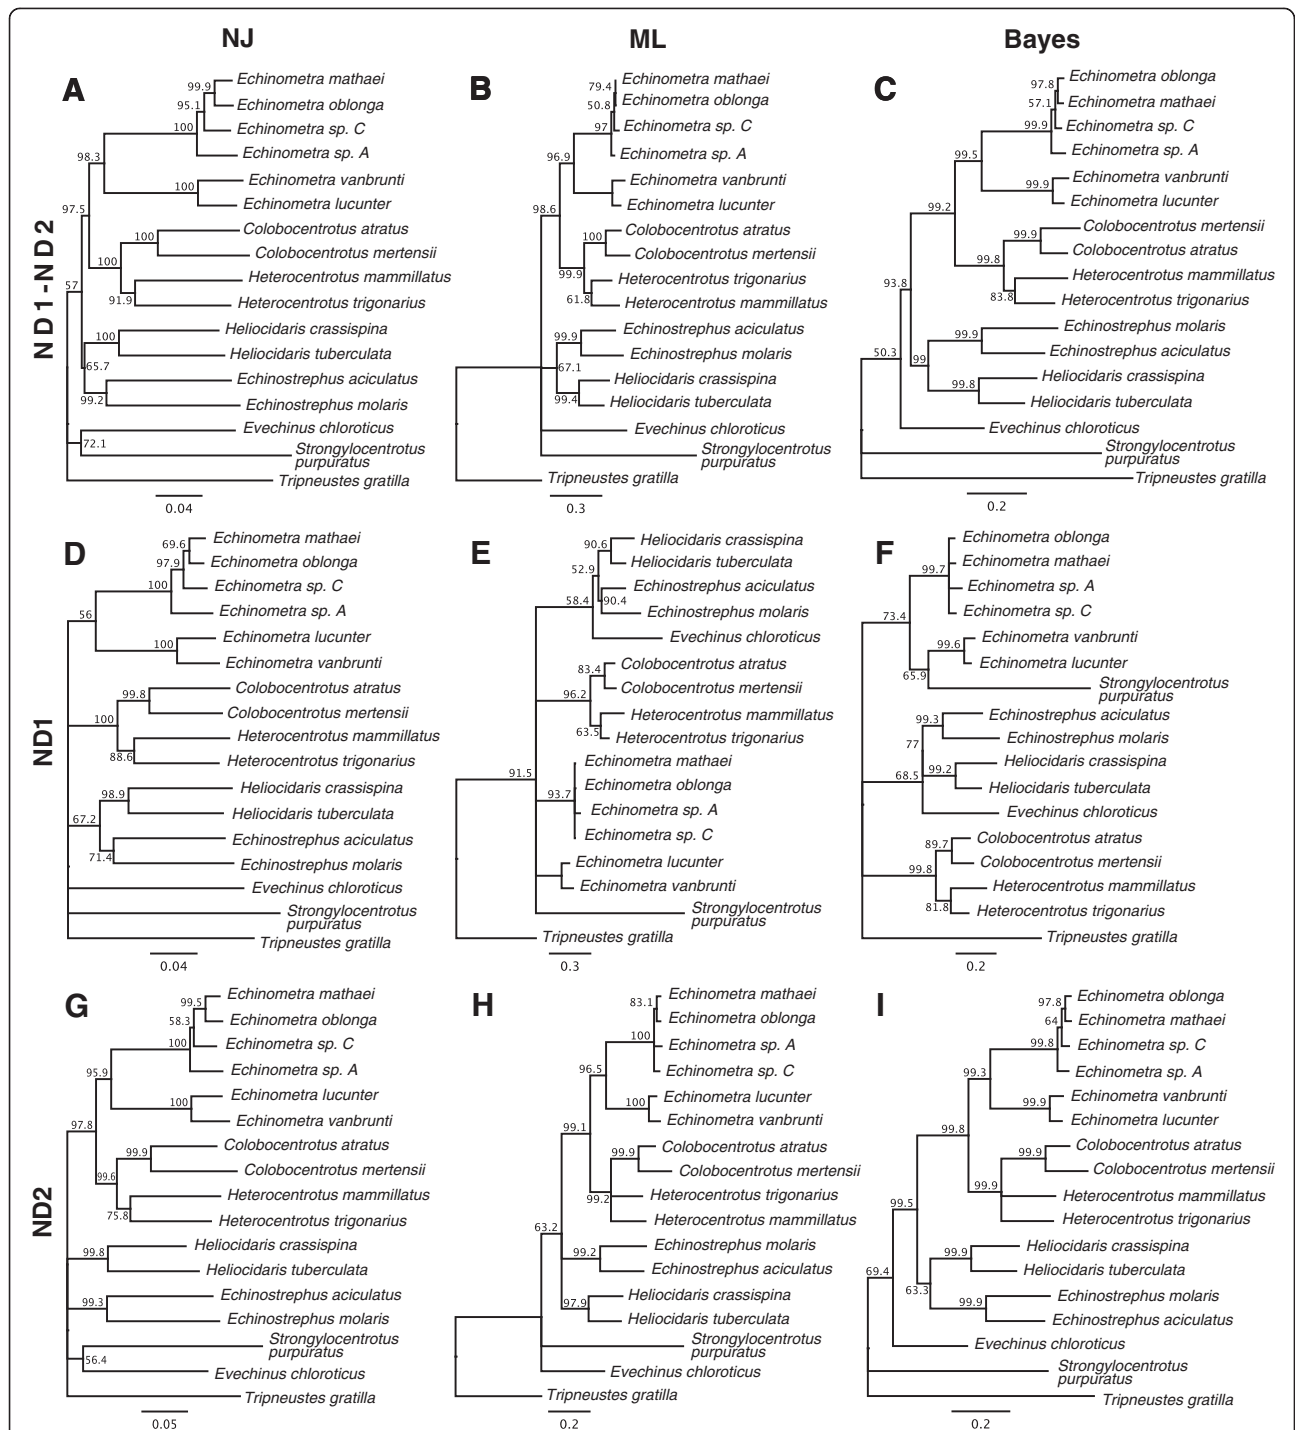 NJ
ML
Bayes
ND1-ND2
A
99.9
95.1
100
98.3
100
97.5
100
100
91.9
57
100
65.7
99.2
72.1
Echinometra mathaei
Echinometra oblonga
Echinometra sp. C
Echinometra sp. A
Echinometra vanbrunti
Echinometra lucunter
Colobocentrotus atratus
Colobocentrotus mertensii
Heterocentrotus mammillatus
Heterocentrotus trigonarius
Heliocidaris crassispina
Heliocidaris tuberculata
Echinostrephus aciculatus
Echinostrephus molaris
Evechinus chloroticus
Strongylocentrotus
purpuratus
Tripneustes gratilla
0.04
B
79.4
50.8
97
96.9
98.6
100
99.9
61.8
99.9
67.1
99.4
Echinometra mathaei
Echinometra oblonga
Echinometra sp. C
Echinometra sp. A
Echinometra vanbrunti
Echinometra lucunter
Colobocentrotus atratus
Colobocentrotus mertensii
Heterocentrotus trigonarius
Heterocentrotus mammillatus
Echinostrephus aciculatus
Echinostrephus molaris
Heliocidaris crassispina
Heliocidaris tuberculata
Evechinus chloroticus
Strongylocentrotus
purpuratus
Tripneustes gratilla
0.3
C
97.8
57.1
99.9
99.5
99.9
99.2
99.9
99.8
83.8
93.8
99.9
50.3
99
99.8
Echinometra oblonga
Echinometra mathaei
Echinometra sp. C
Echinometra sp. A
Echinometra vanbrunti
Echinometra lucunter
Colobocentrotus mertensii
Colobocentrotus atratus
Heterocentrotus mammillatus
Heterocentrotus trigonarius
Echinostrephus molaris
Echinostrephus aciculatus
Heliocidaris crassispina
Heliocidaris tuberculata
Evechinus chloroticus
Strongylocentrotus
purpuratus
Tripneustes gratilla
0.2
ND1
D
69.6
97.9
100
56
100
99.8
100
88.6
98.9
67.2
71.4
Echinometra mathaei
Echinometra oblonga
Echinometra sp. C
Echinometra sp. A
Echinometra lucunter
Echinometra vanbrunti
Colobocentrotus atratus
Colobocentrotus mertensii
Heterocentrotus mammillatus
Heterocentrotus trigonarius
Heliocidaris crassispina
Heliocidaris tuberculata
Echinostrephus aciculatus
Echinostrephus molaris
Evechinus chloroticus
Strongylocentrotus
purpuratus
Tripneustes gratilla
0.04
E
90.6
52.9
58.4
90.4
83.4
96.2
63.5
91.5
93.7
Heliocidaris crassispina
Heliocidaris tuberculata
Echinostrephus aciculatus
Echinostrephus molaris
Evechinus chloroticus
Colobocentrotus atratus
Colobocentrotus mertensii
Heterocentrotus mammillatus
Heterocentrotus trigonarius
Echinometra mathaei
Echinometra oblonga
Echinometra sp. A
Echinometra sp. C
Echinometra lucunter
Echinometra vanbrunti
Strongylocentrotus
purpuratus
Tripneustes gratilla
0.3
F
99.7
73.4
99.6
65.9
99.3
77
99.2
68.5
89.7
99.8
81.8
Echinometra oblonga
Echinometra mathaei
Echinometra sp. A
Echinometra sp. C
Echinometra vanbrunti
Echinometra lucunter
Strongylocentrotus
purpuratus
Echinostrephus aciculatus
Echinostrephus molaris
Heliocidaris crassispina
Heliocidaris tuberculata
Evechinus chloroticus
Colobocentrotus atratus
Colobocentrotus mertensii
Heterocentrotus mammillatus
Heterocentrotus trigonarius
Tripneustes gratilla
0.2
ND2
G
99.5
58.3
100
95.9
100
97.8
99.9
99.6
75.8
99.8
99.3
56.4
Echinometra mathaei
Echinometra oblonga
Echinometra sp. C
Echinometra sp. A
Echinometra lucunter
Echinometra vanbrunti
Colobocentrotus atratus
Colobocentrotus mertensii
Heterocentrotus mammillatus
Heterocentrotus trigonarius
Heliocidaris crassispina
Heliocidaris tuberculata
Echinostrephus aciculatus
Echinostrephus molaris
Strongylocentrotus
purpuratus
Evechinus chloroticus
Tripneustes gratilla
0.05
H
83.1
100
96.5
100
99.1
99.9
99.2
63.2
99.2
97.9
Echinometra mathaei
Echinometra oblonga
Echinometra sp. A
Echinometra sp. C
Echinometra lucunter
Echinometra vanbrunti
Colobocentrotus atratus
Colobocentrotus mertensii
Heterocentrotus trigonarius
Heterocentrotus mammillatus
Echinostrephus molaris
Echinostrephus aciculatus
Heliocidaris crassispina
Heliocidaris tuberculata
Strongylocentrotus
purpuratus
Evechinus chloroticus
Tripneustes gratilla
0.2
I
97.8
64
99.8
99.3
99.9
99.8
99.9
99.9
99.5
99.9
69.4
63.3
99.9
Echinometra oblonga
Echinometra mathaei
Echinometra sp. C
Echinometra sp. A
Echinometra vanbrunti
Echinometra lucunter
Colobocentrotus atratus
Colobocentrotus mertensii
Heterocentrotus mammillatus
Heterocentrotus trigonarius
Heliocidaris crassispina
Heliocidaris tuberculata
Echinostrephus molaris
Echinostrephus aciculatus
Evechinus chloroticus
Strongylocentrotus
purpuratus
Tripneustes gratilla
0.2